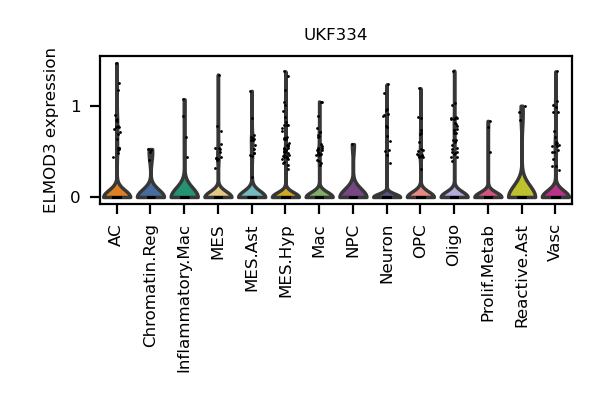 UKF334
ELMOD3 expression
1
0
AC
Chromatin.Reg
Inflammatory.Mac
MES
MES.Ast
MES.Hyp
Mac
NPC
Neuron
OPC
Oligo
Prolif.Metab
Reactive.Ast
Vasc